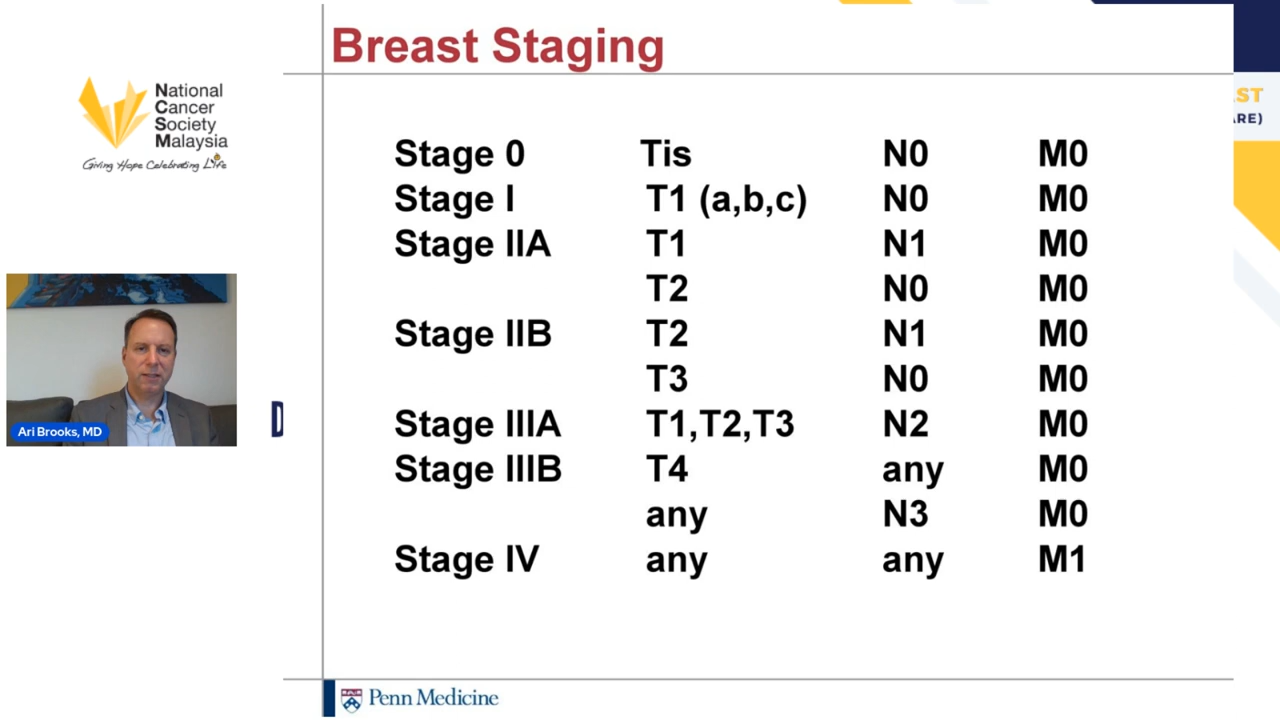 Breast Staging
National
Cancer
Society
Malaysia
Giving Hope Celebrating Life
Stage 0 Tis N0 M0
Stage I T1 (a,b,c) N0 M0
Stage IIA T1 N1 M0
T2 N0 M0
Stage IIB T2 N1 M0
T3 N0 M0
Stage IIIA T1,T2,T3 N2 M0
Stage IIIB T4 any M0
any N3 M0
Stage IV any any M1
Ari Brooks, MD
Penn Medicine